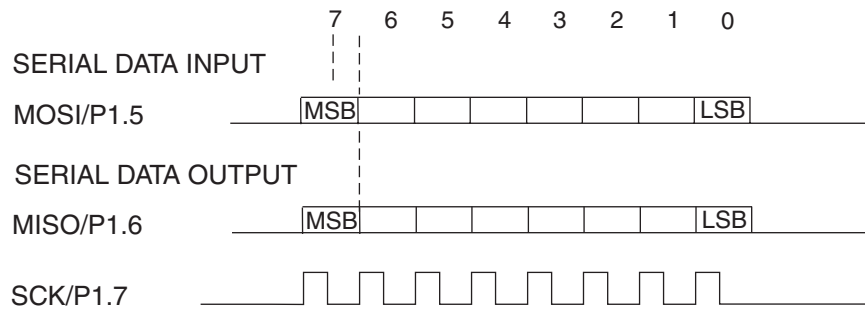 7 6 5 4 3 2 1 0
SERIAL DATA INPUT
MOSI/P1.5 MSB LSB
SERIAL DATA OUTPUT
MISO/P1.6 MSB LSB
SCK/P1.7